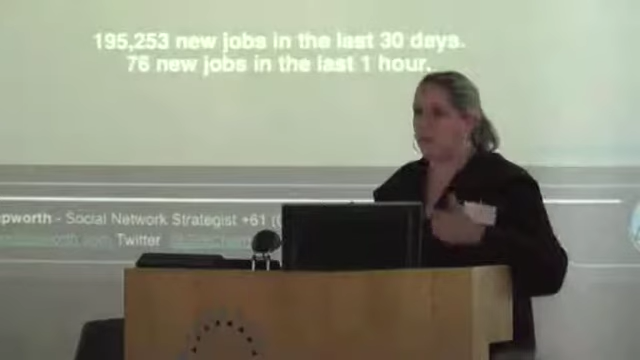 195,253 new jobs in the last 30 days.
76 new jobs in the last 1 hour.
- Social Network Strategist +61
Twitter